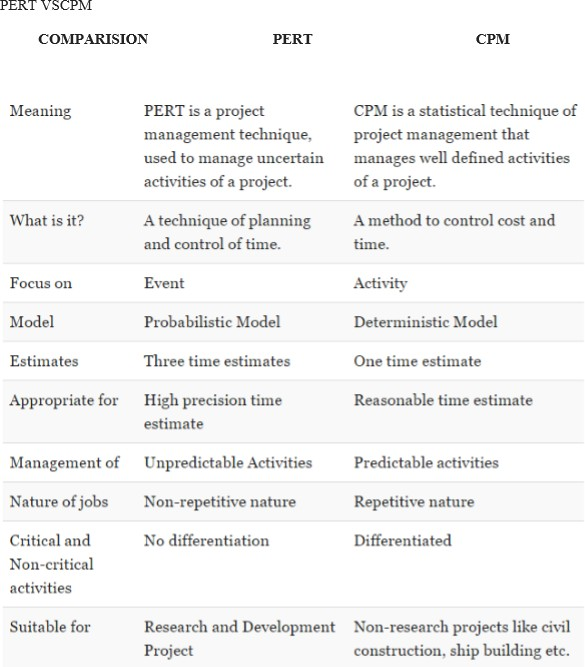 PERT VSCPM
COMPARISION PERT CPM
Meaning PERT is a project CPM is a statistical technique of
management technique, project management that
used to manage uncertain manages well defined activities
activities of a project. of a project.
What is it? A technique of planning A method to control cost and
and control of time. time.
Focus on Event Activity
Model Probabilistic Model Deterministic Model
Estimates Three time estimates One time estimate
Appropriate for High precision time Reasonable time estimate
estimate
Management of Unpredictable Activities Predictable activities
Nature of jobs Non-repetitive nature Repetitive nature
Critical and No differentiation Differentiated
Non-critical
activities
Suitable for Research and Development Non-research projects like civil
Project construction, ship building etc.